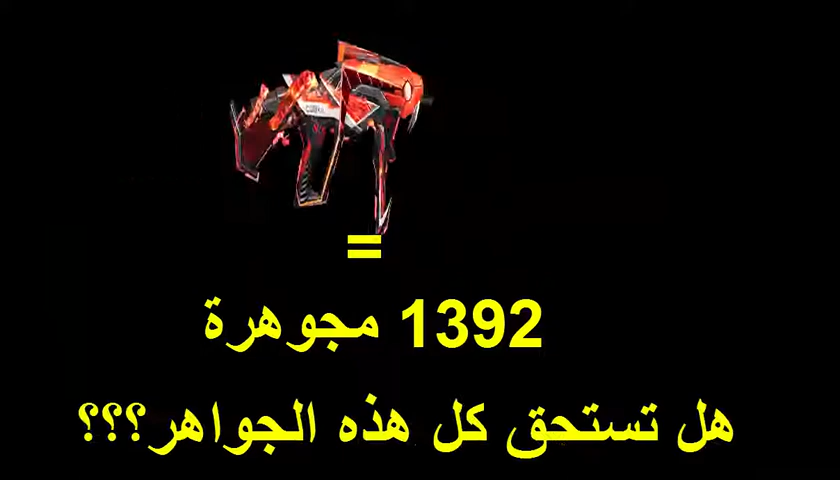 =
1392 مجوهرة
هل تستحق كل هذه الجواهر؟؟؟